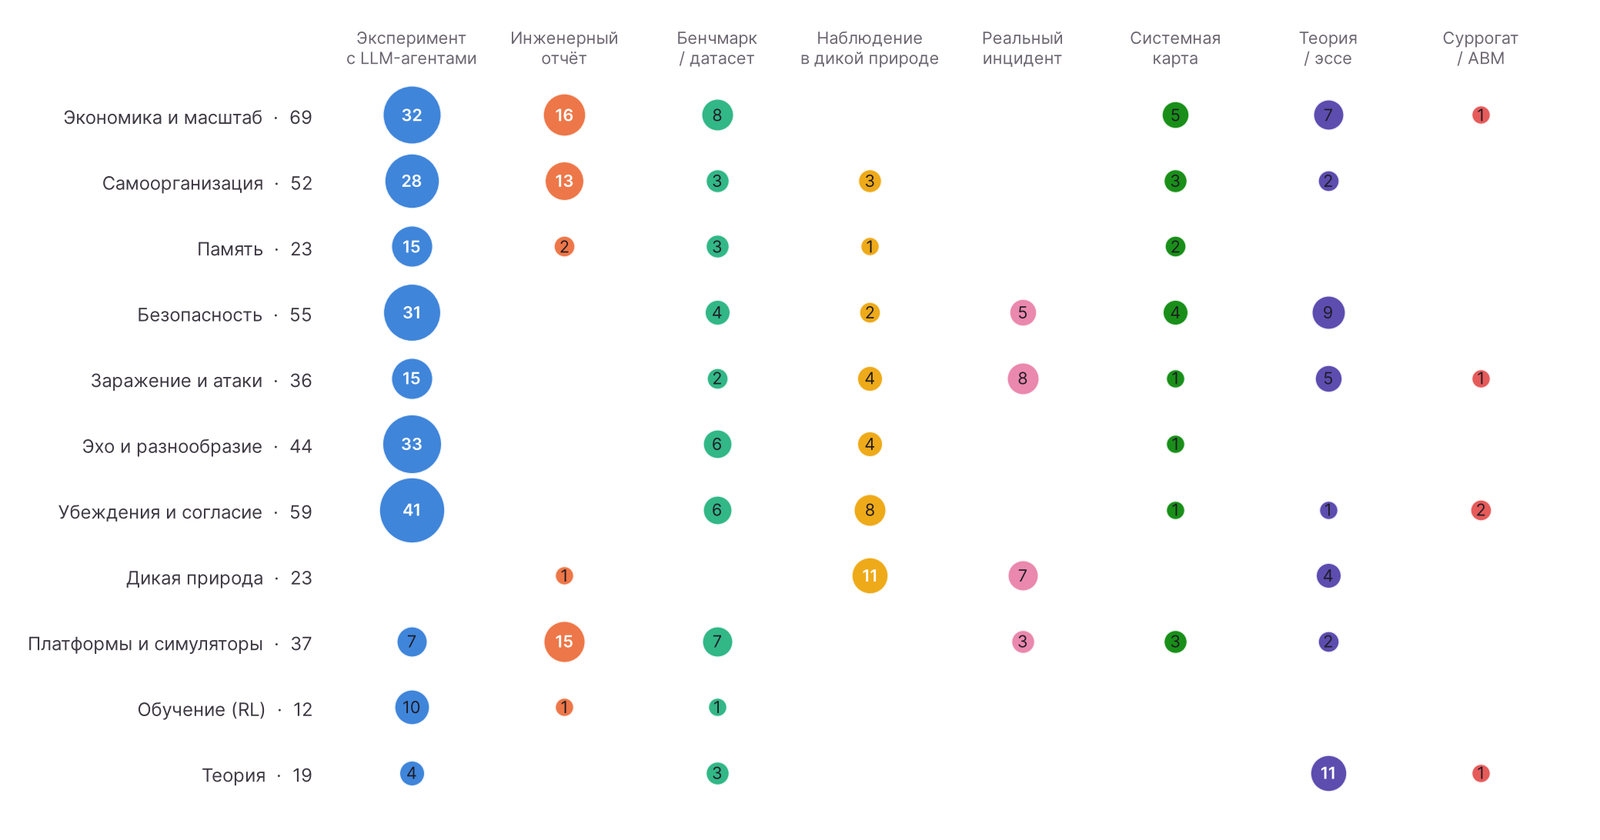 Эксперимент
с LLM-агентами
Инженерный
отчёт
Бенчмарк
/ датасет
Наблюдение
в дикой природе
Реальный
инцидент
Системная
карта
Теория
/ эссе
Суррогат
/ ABM
Экономика и масштаб · 69 32 16 8 5 7 1
Самоорганизация · 52 28 13 3 3 3 2
Память · 23 15 2 3 1 2
Безопасность · 55 31 4 2 5 4 9
Заражение и атаки · 36 15 2 4 8 1 5 1
Эхо и разнообразие · 44 33 6 4 1
Убеждения и согласие · 59 41 6 8 1 1 2
Дикая природа · 23 1 11 7 4
Платформы и симуляторы · 37 7 15 7 3 3 2
Обучение (RL) · 12 10 1 1
Теория · 19 4 3 11 1